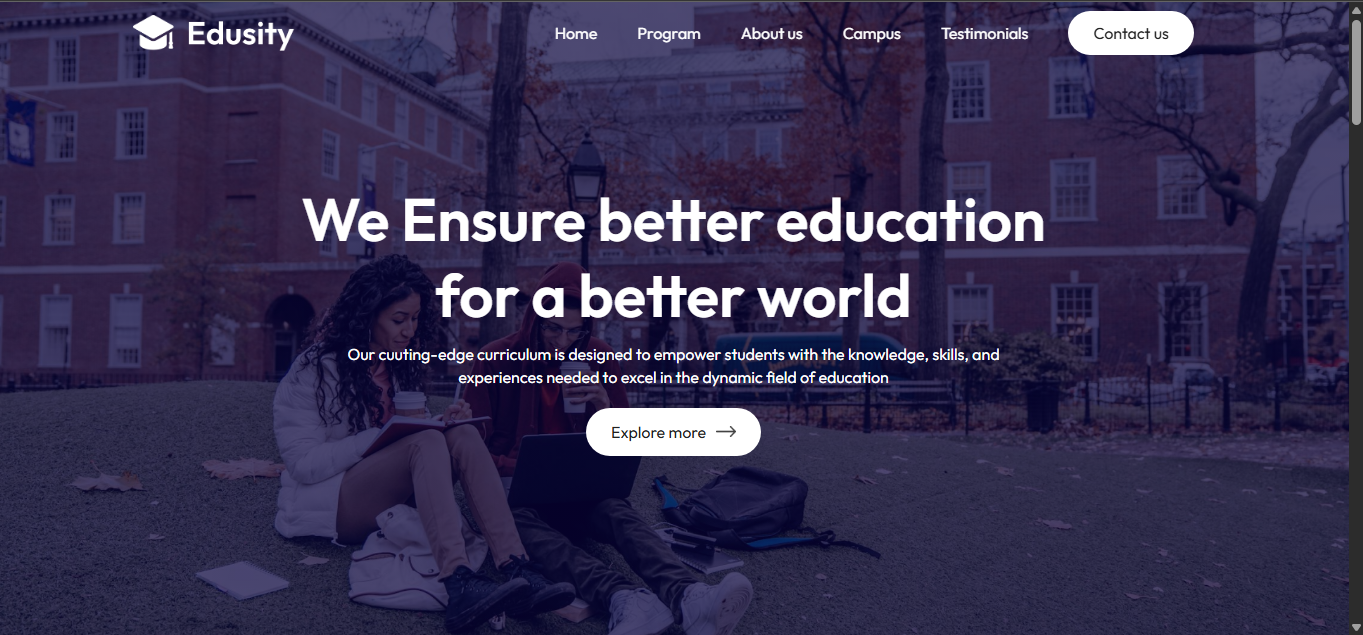 Edusity
Home
Program
About us
Campus
Testimonials
Contact us
We Ensure better education
for a better world
Our cuuting-edge curriculum is designed to empower students with the knowledge, skills, and
experiences needed to excel in the dynamic field of education
Explore more